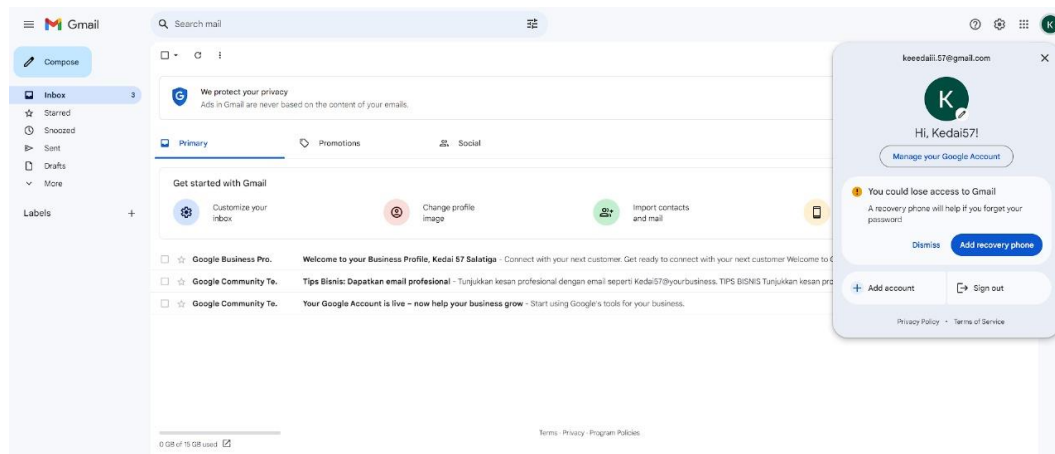 Gmail
Search mail
K
Compose
Inbox 3
Starred
Snoozed
Sent
Drafts
More
Labels +
G
We protect your privacy
Ads in Gmail are never based on the content of your emails.
Primary
Promotions
Social
Get started with Gmail
Customize your
inbox
Change profile
image
Import contacts
and mail
Google Business Pro. Welcome to your Business Profile, Kedai 57 Salatiga - Connect with your next customer. Get ready to connect with your next customer Welcome to
Google Community Te. Tips Bisnis: Dapatkan email profesional - Tunjukkan kesan profesional dengan email seperti Kedai57@yourbusiness. TIPS BISNIS Tunjukkan kesan
Google Community Te. Your Google Account is live – now help your business grow - Start using Google's tools for your business.
0 GB of 15 GB used
Terms · Privacy · Program Policies
keeedaiii.57@gmail.com
K
Hi, Kedai57!
Manage your Google Account
You could lose access to Gmail
A recovery phone will help if you forget your
password
Dismiss
Add recovery phone
Add account
Sign out
Privacy Policy • Terms of Service